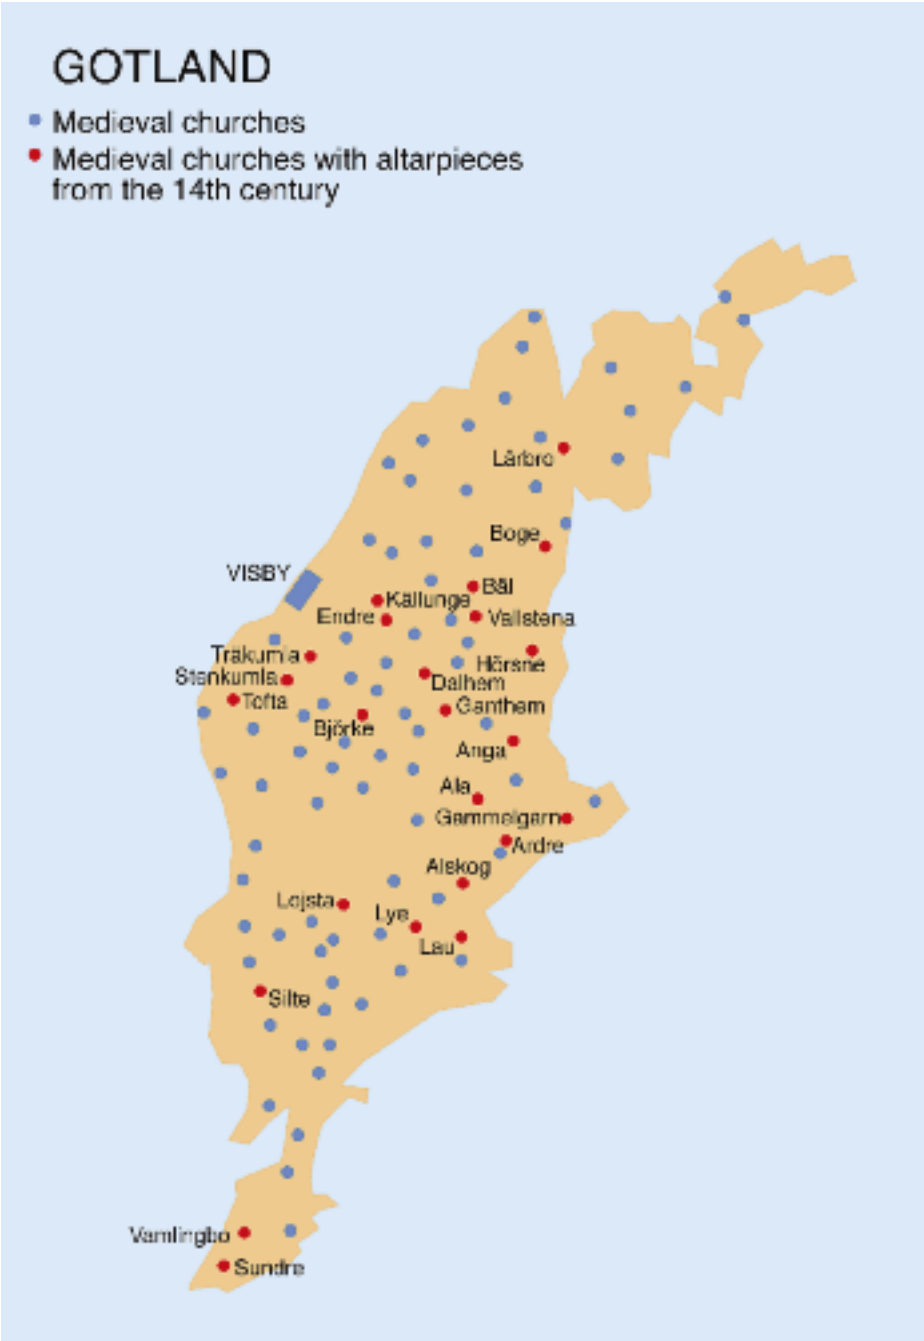 GOTLAND
Medieval churches
Medieval churches with altarpieces
from the 14th century
Lärbro
Boge
VISBY
Bäl
Källunge
Endre
Vallstena
Träkumla
Hörsne
Stenkumla
Dalhem
Tofta
Ganthem
Björke
Anga
Ala
Gammelgarn
Ardre
Alskog
Lojsta
Lye
Lau
Silte
Vamlingbo
Sundre